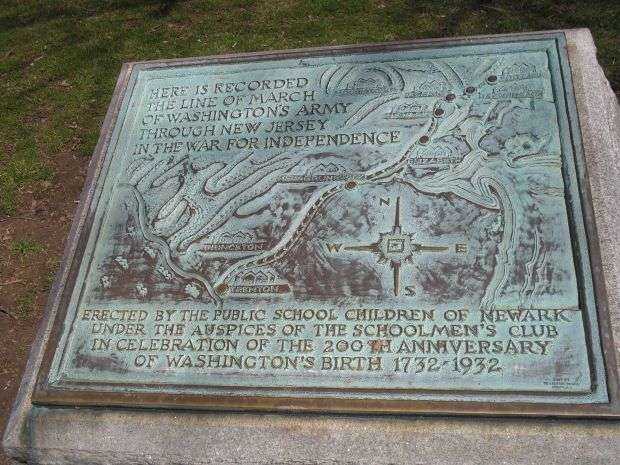 HERE IS RECORDED
THE LINE OF MARCH
OF WASHINGTON'S ARMY
THROUGH NEW JERSEY
IN THE WAR FOR INDEPENDENCE
ELIZABETH
N
W E
S
PRINCETON
TRENTON
ERECTED BY THE PUBLIC SCHOOL CHILDREN OF NEWARK
UNDER THE AUSPICES OF THE SCHOOLMEN'S CLUB
IN CELEBRATION OF THE 200TH ANNIVERSARY
OF WASHINGTON'S BIRTH 1732-1932